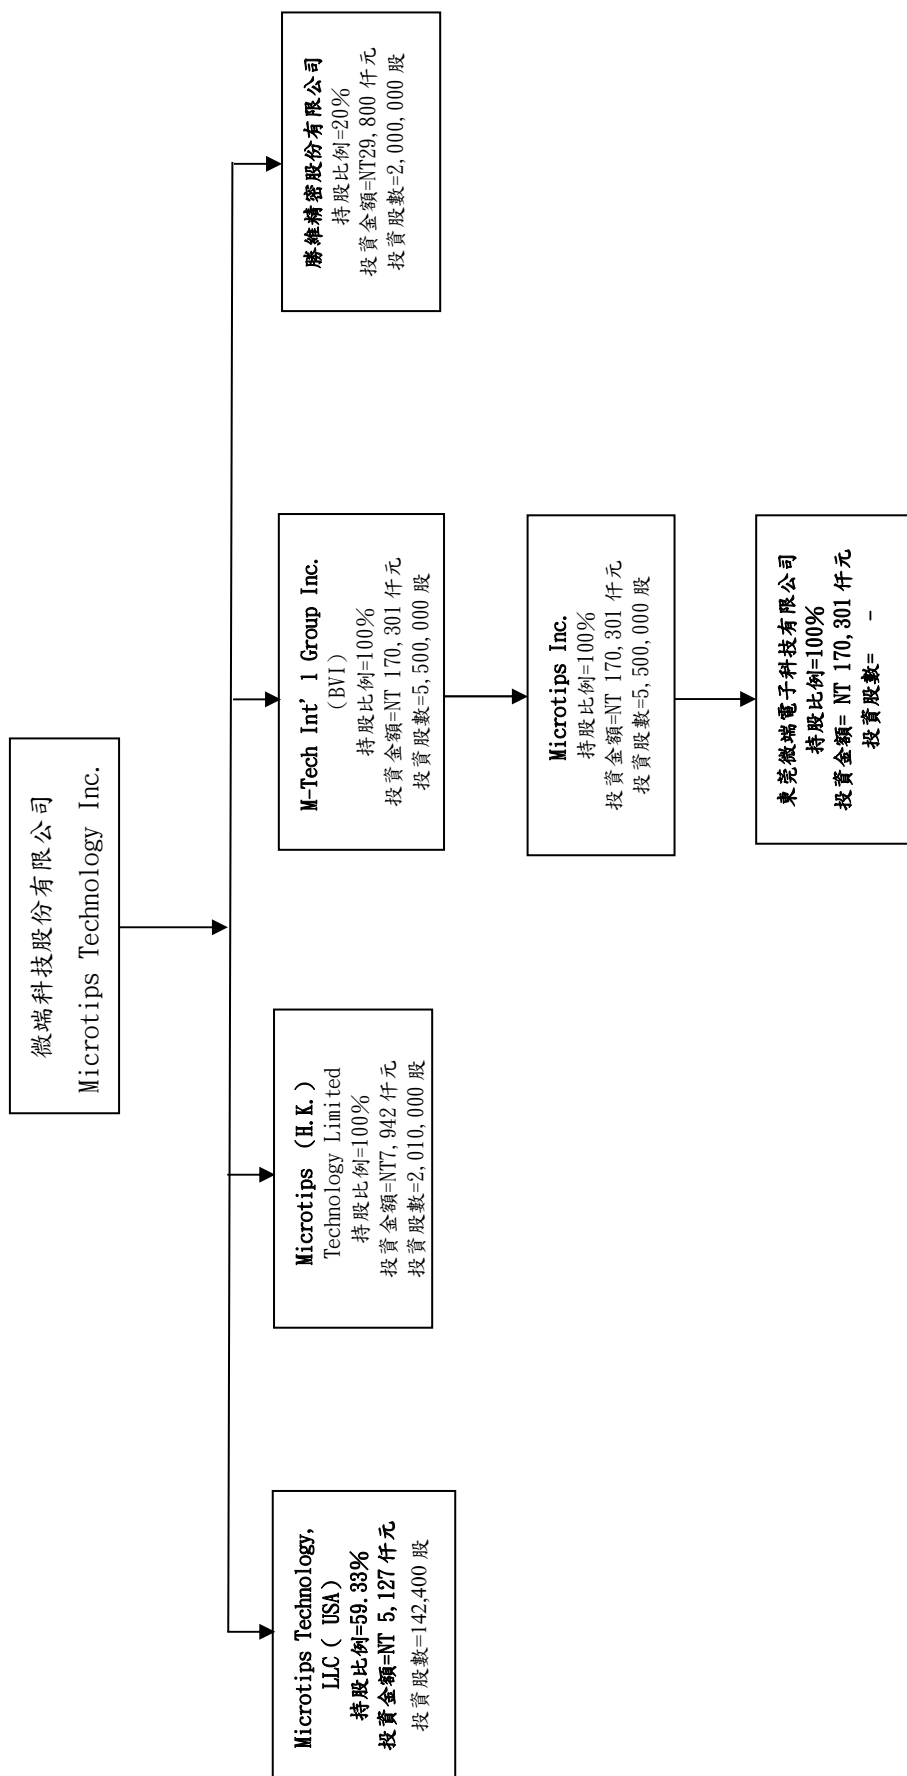 微端科技股份有限公司
Microtips Technology Inc.
Microtips Technology,
LLC ( USA)
持股比例=59.33%
投資金額=NT 5,127 仟元
投資股數=142,400 股
Microtips (H.K.)
Technology Limited
持股比例=100%
投資金額=NT7,942 仟元
投資股數=2,010,000 股
M-Tech Int’l Group Inc.
(BVI)
持股比例=100%
投資金額=NT 170,301 仟元
投資股數=5,500,000 股
Microtips Inc.
持股比例=100%
投資金額=NT 170,301 仟元
投資股數=5,500,000 股
東莞微端電子科技有限公司
持股比例=100%
投資金額= NT 170,301 仟元
投資股數= -
勝維精密股份有限公司
持股比例=20%
投資金額=NT29,800 仟元
投資股數=2,000,000 股